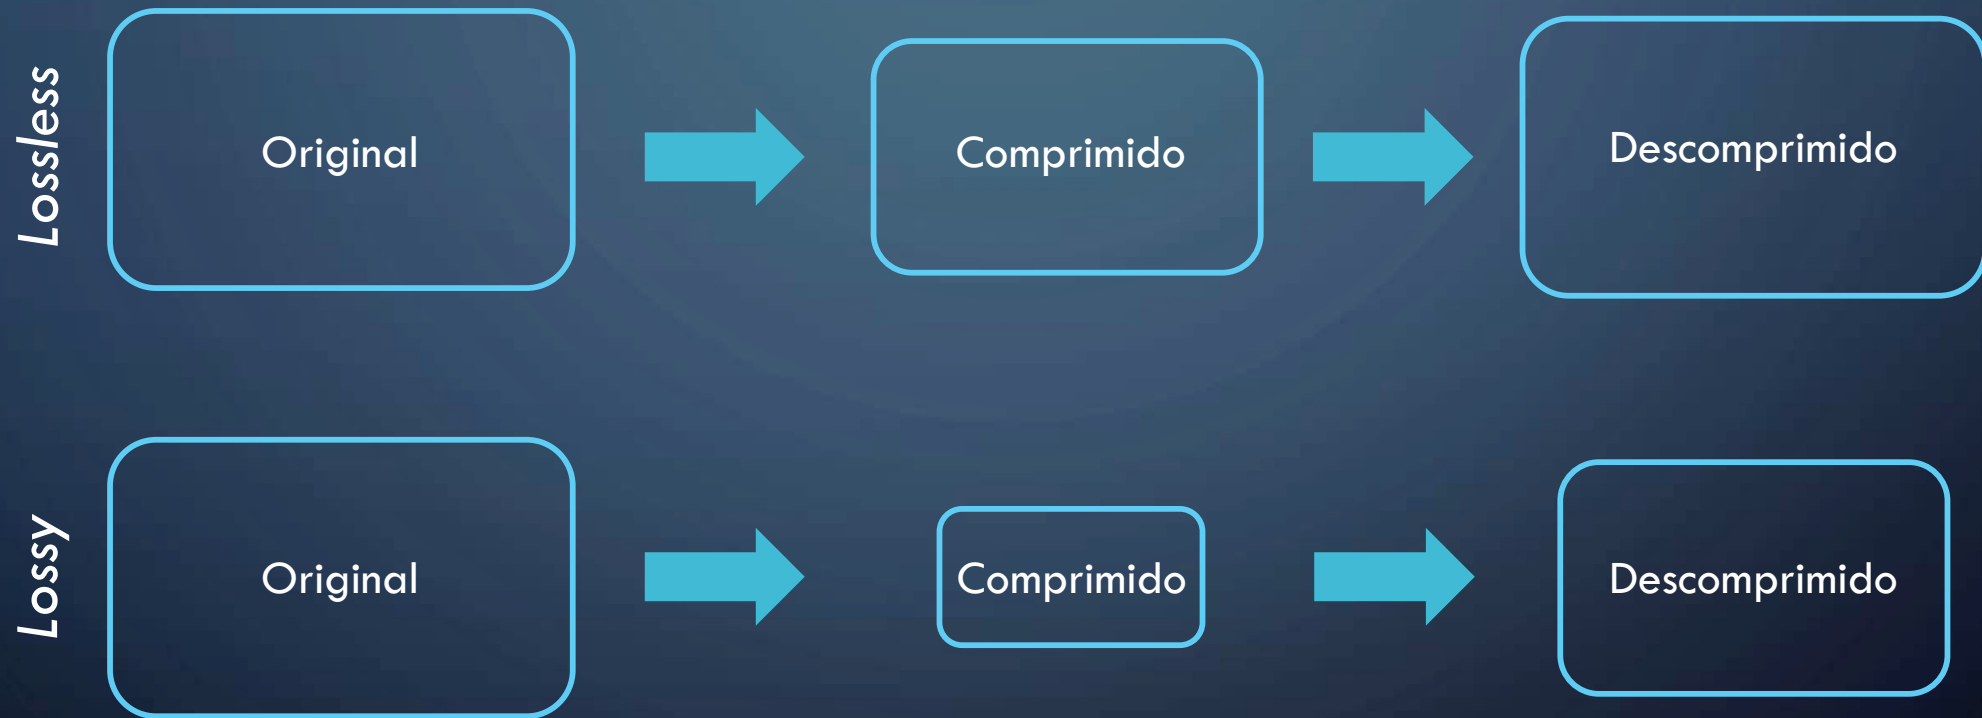 Lossless
Original
Comprimido
Descomprimido
Lossy
Original
Comprimido
Descomprimido